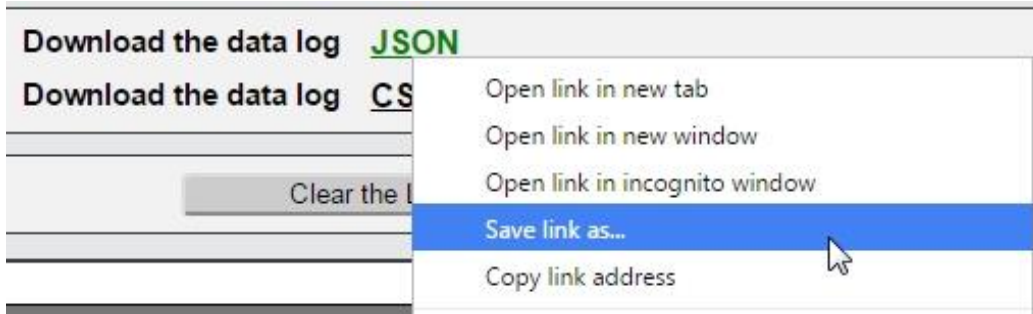 Download the data log JSON
Download the data log CS
Clear the L
Open link in new tab
Open link in new window
Open link in incognito window
Save link as...
Copy link address